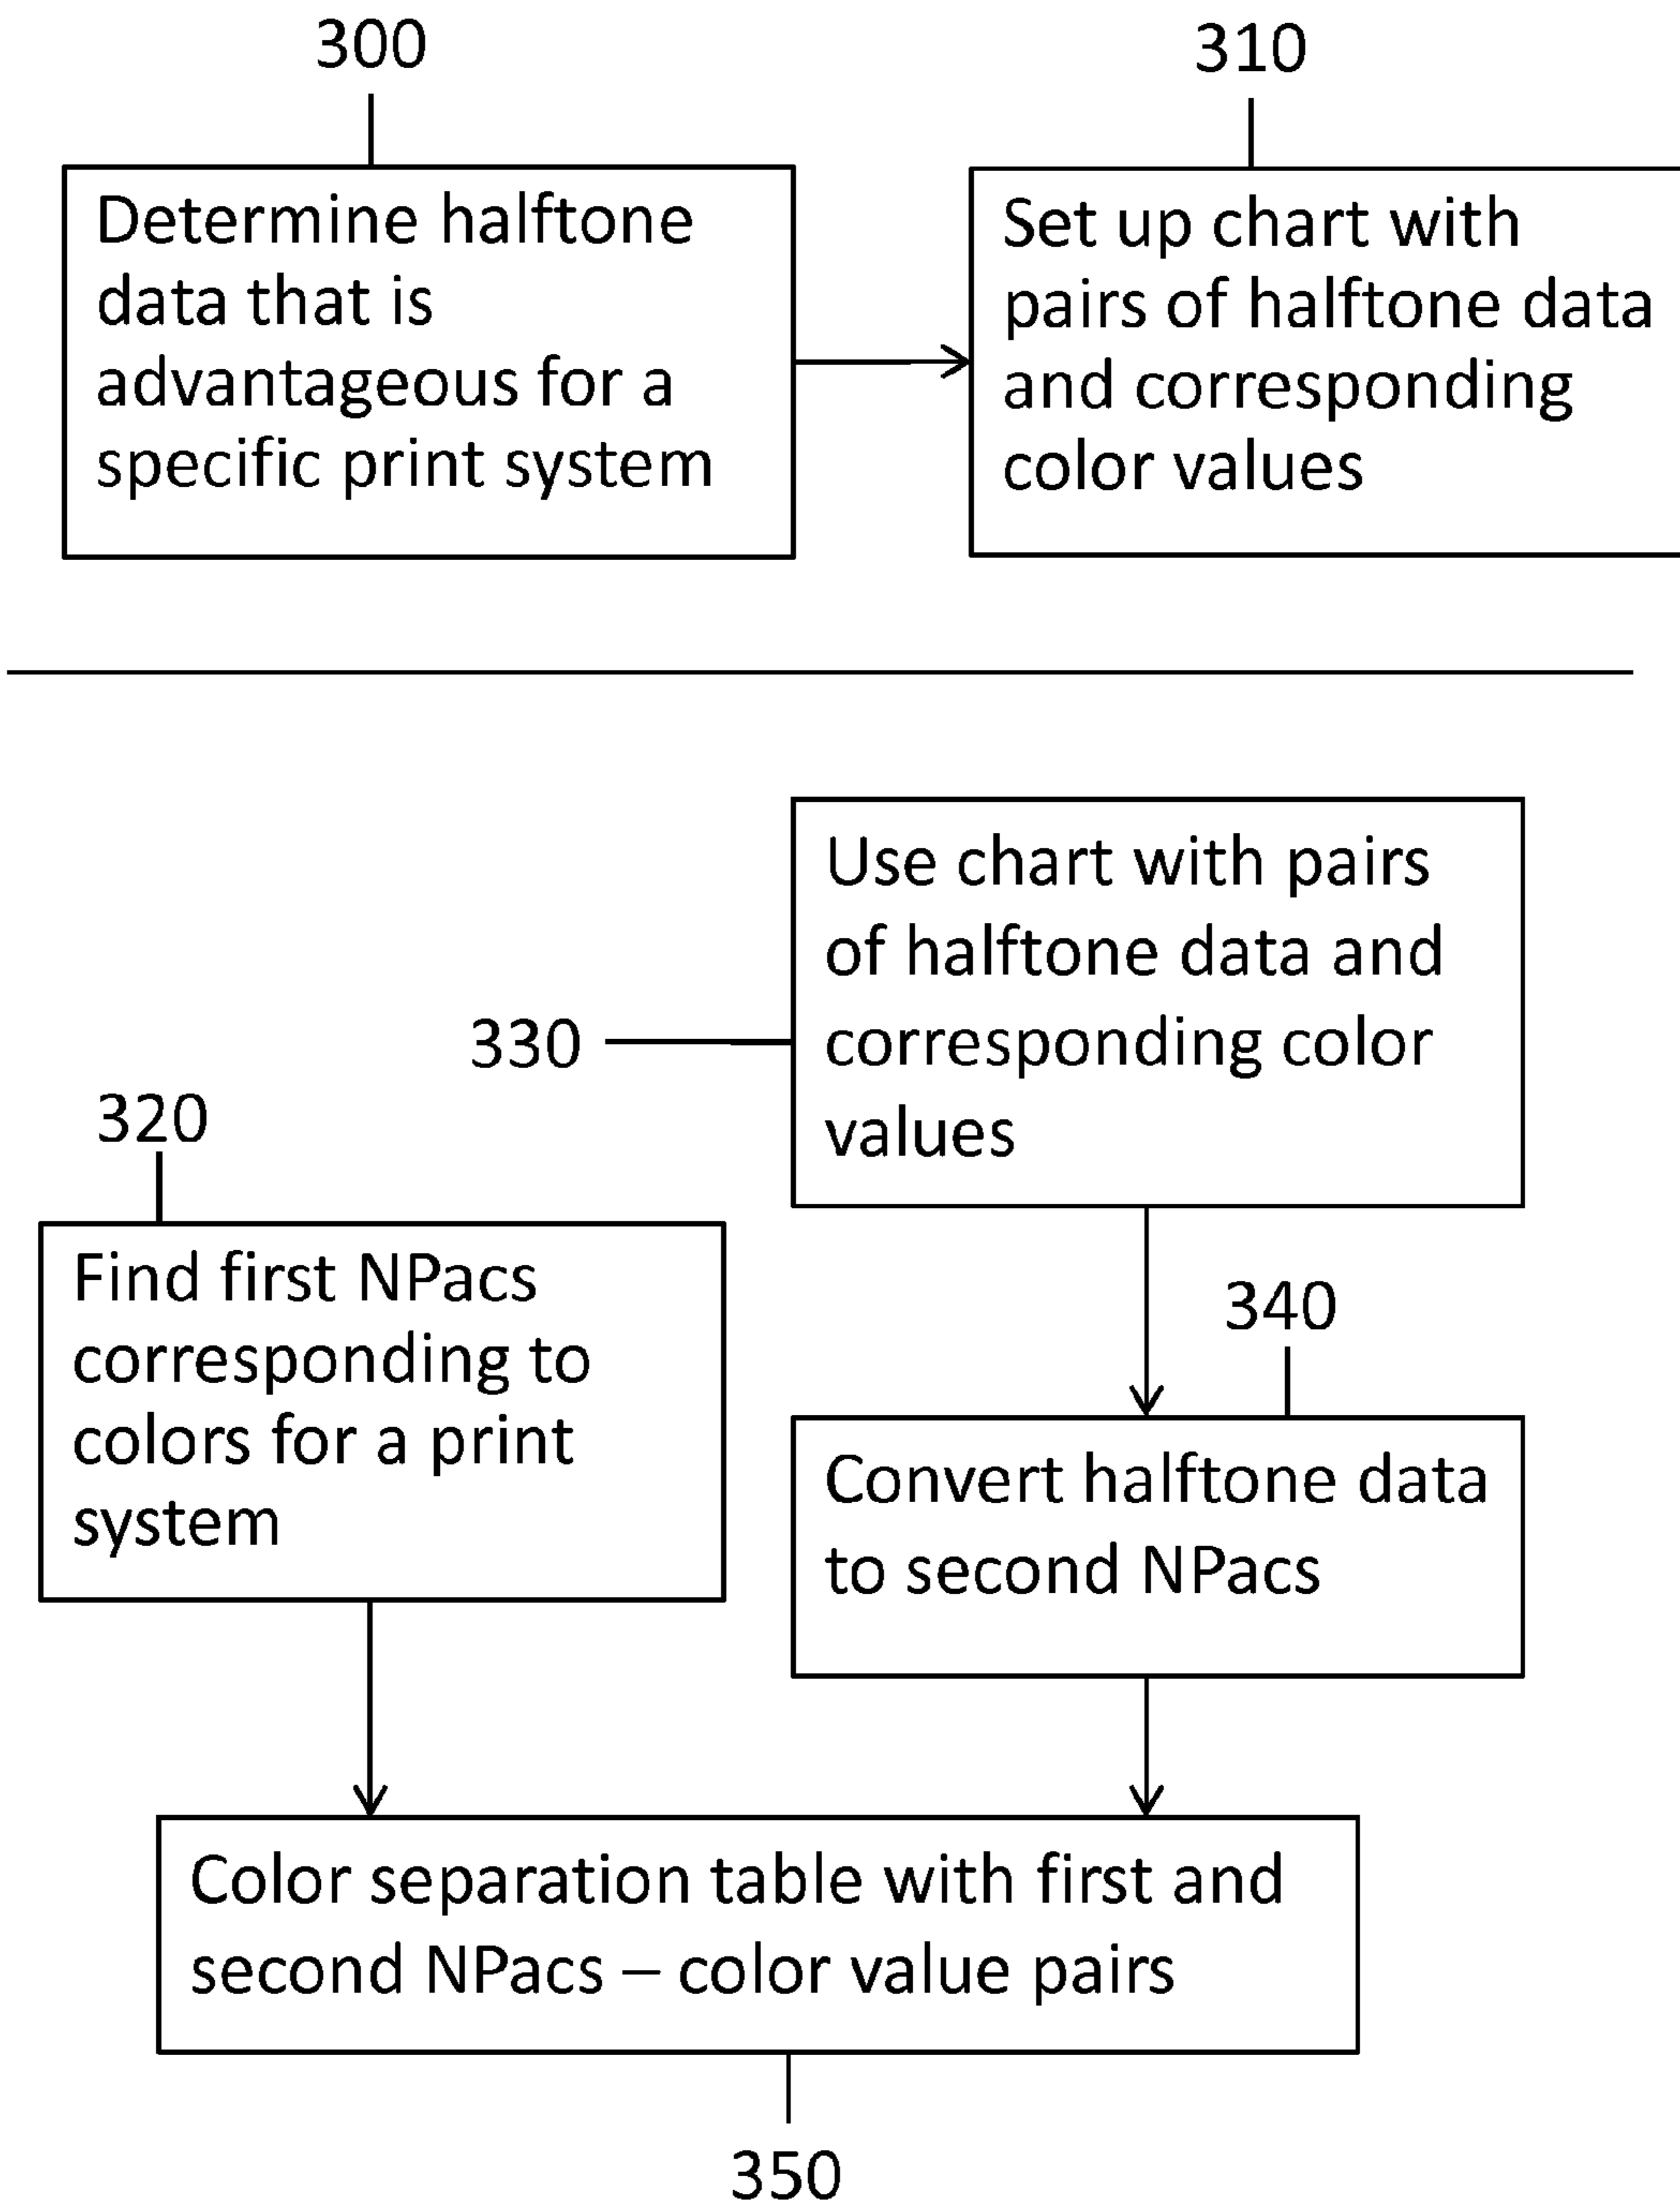 300
Determine halftone
data that is
advantageous for a
specific print system
310
Set up chart with
pairs of halftone data
and corresponding
color values
330
Use chart with pairs
of halftone data and
corresponding color
values
320
Find first NPacs
corresponding to
colors for a print
system
340
Convert halftone data
to second NPacs
Color separation table with first and
second NPacs – color value pairs
350